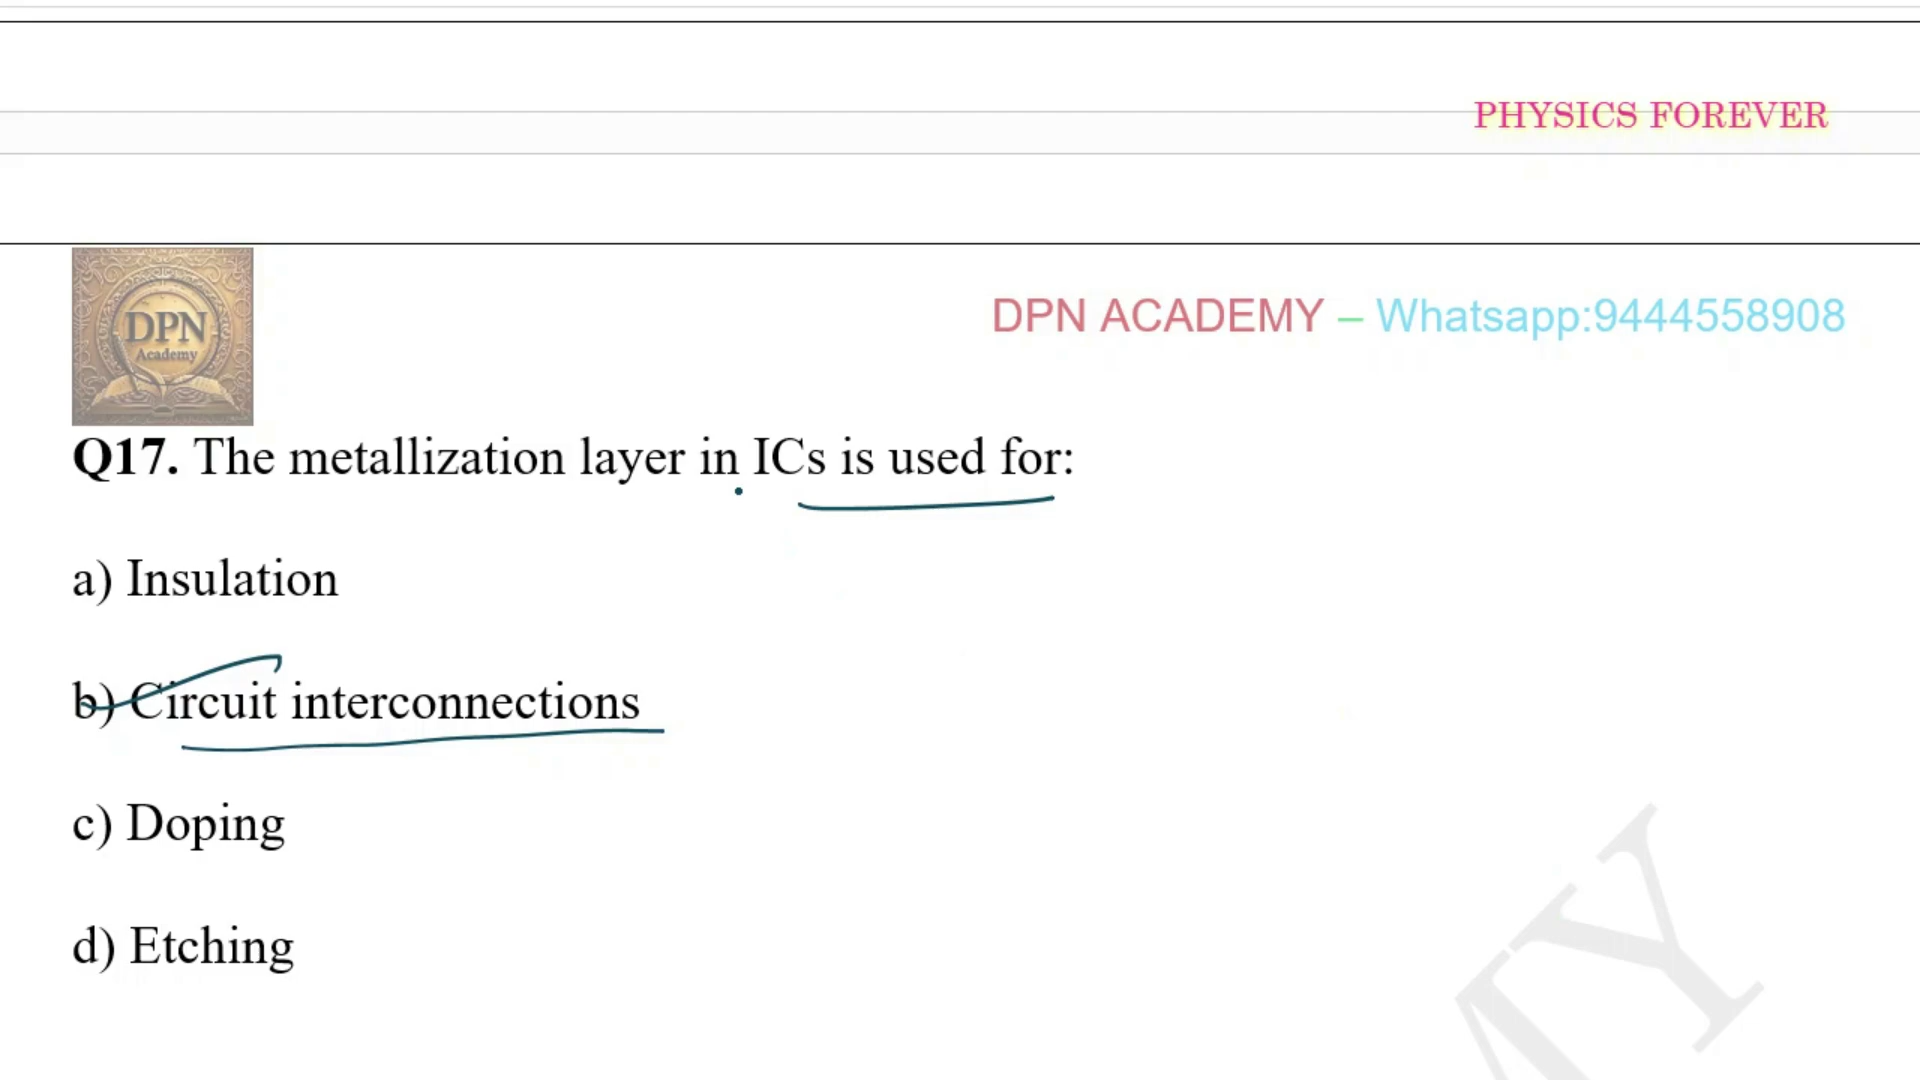 PHYSICS FOREVER
DPN
Academy
DPN ACADEMY – Whatsapp:9444558908
Q17. The metallization layer in ICs is used for:
a) Insulation
b) Circuit interconnections
c) Doping
d) Etching
MY